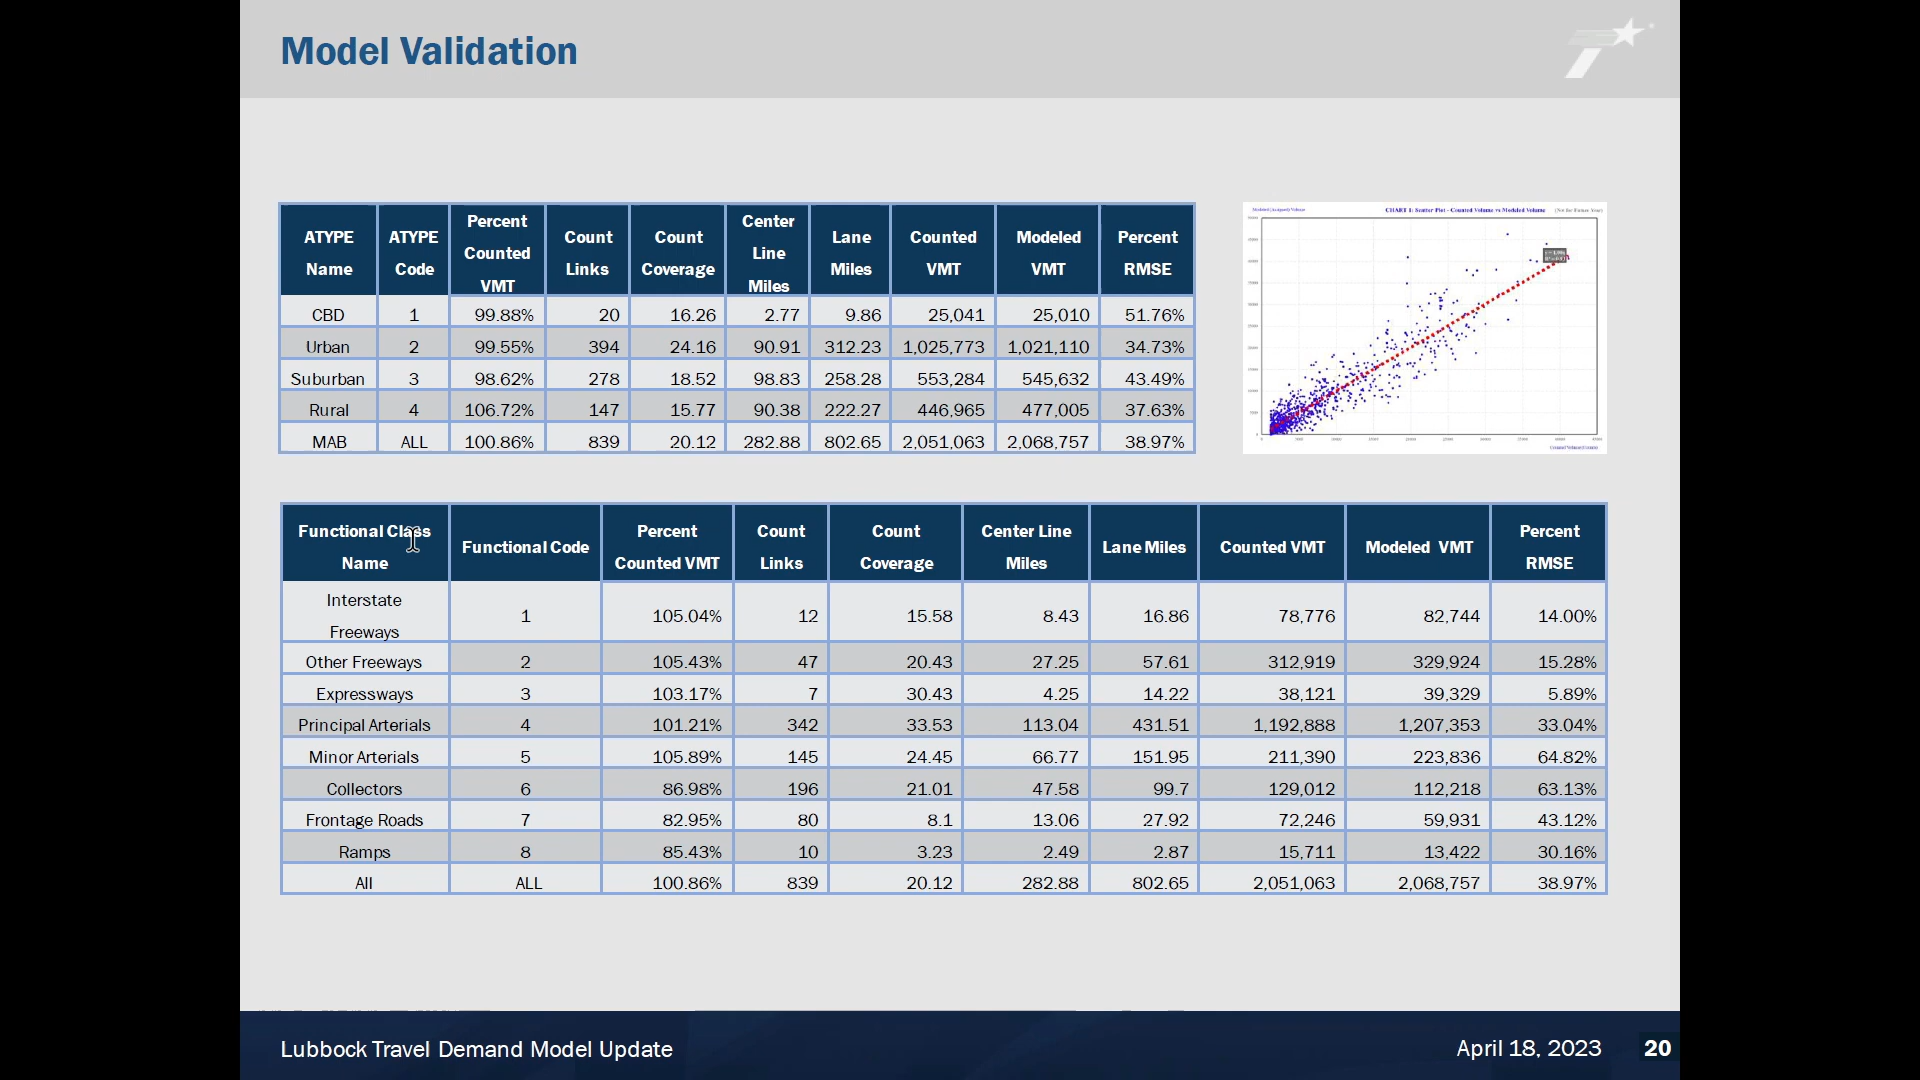 Model Validation
ATYPE Name | ATYPE Code | Percent Counted VMT | Count Links | Count Coverage | Center Line Miles | Lane Miles | Counted VMT | Modeled VMT | Percent RMSE
CBD | 1 | 99.88% | 20 | 16.26 | 2.77 | 9.86 | 25,041 | 25,010 | 51.76%
Urban | 2 | 99.55% | 394 | 24.16 | 90.91 | 312.23 | 1,025,773 | 1,021,110 | 34.73%
Suburban | 3 | 98.62% | 278 | 18.52 | 98.83 | 258.28 | 553,284 | 545,632 | 43.49%
Rural | 4 | 106.72% | 147 | 15.77 | 90.38 | 222.27 | 446,965 | 477,005 | 37.63%
MAB | ALL | 100.86% | 839 | 20.12 | 282.88 | 802.65 | 2,051,063 | 2,068,757 | 38.97%
CHART 1: Scatter Plot - Counted Volume vs Modeled Volume
Functional Class Name | Functional Code | Percent Counted VMT | Count Links | Count Coverage | Center Line Miles | Lane Miles | Counted VMT | Modeled VMT | Percent RMSE
Interstate Freeways | 1 | 105.04% | 12 | 15.58 | 8.43 | 16.86 | 78,776 | 82,744 | 14.00%
Other Freeways | 2 | 105.43% | 47 | 20.43 | 27.25 | 57.61 | 312,919 | 329,924 | 15.28%
Expressways | 3 | 103.17% | 7 | 30.43 | 4.25 | 14.22 | 38,121 | 39,329 | 5.89%
Principal Arterials | 4 | 101.21% | 342 | 33.53 | 113.04 | 431.51 | 1,192,888 | 1,207,353 | 33.04%
Minor Arterials | 5 | 105.89% | 145 | 24.45 | 66.77 | 151.95 | 211,390 | 223,836 | 64.82%
Collectors | 6 | 86.98% | 196 | 21.01 | 47.58 | 99.7 | 129,012 | 112,218 | 63.13%
Frontage Roads | 7 | 82.95% | 80 | 8.1 | 13.06 | 27.92 | 72,246 | 59,931 | 43.12%
Ramps | 8 | 85.43% | 10 | 3.23 | 2.49 | 2.87 | 15,711 | 13,422 | 30.16%
All | ALL | 100.86% | 839 | 20.12 | 282.88 | 802.65 | 2,051,063 | 2,068,757 | 38.97%
Lubbock Travel Demand Model Update
April 18, 2023
20